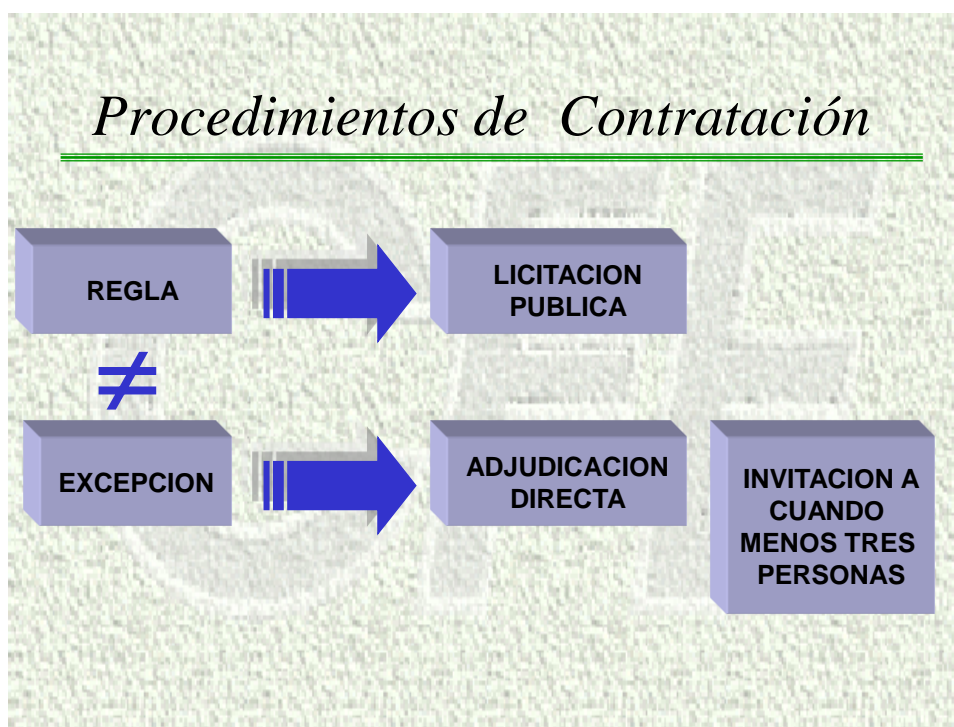 Procedimientos de Contratación
REGLA
LICITACION
PUBLICA
≠
EXCEPCION
ADJUDICACION
DIRECTA
INVITACION A
CUANDO
MENOS TRES
PERSONAS